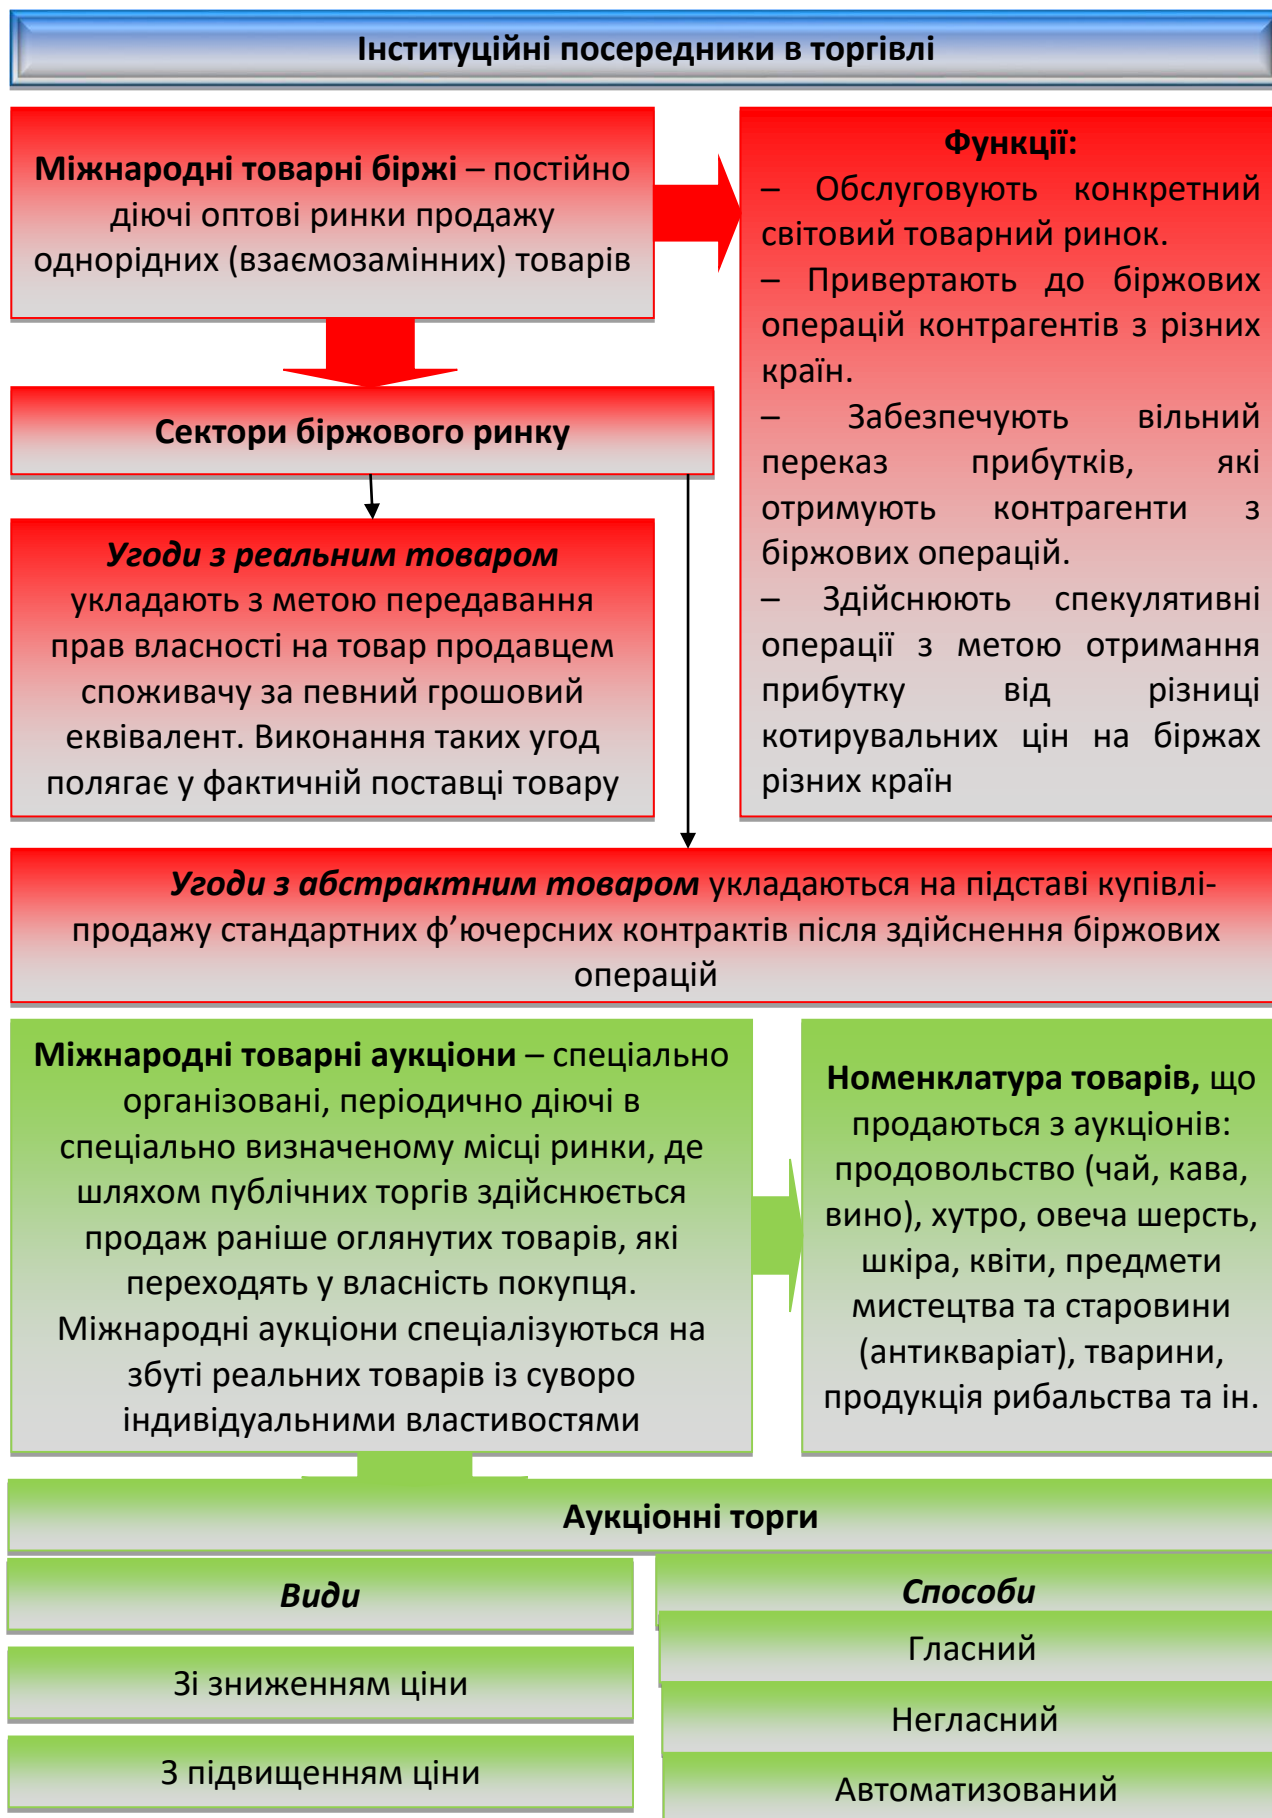 Інституційні посередники в торгівлі
Міжнародні товарні біржі – постійно
діючі оптові ринки продажу
однорідних (взаємозамінних) товарів
Функції:
– Обслуговують конкретний
світовий товарний ринок.
– Привертають до біржових
операцій контрагентів з різних
країн.
– Забезпечують вільний
переказ прибутків, які
отримують контрагенти з
біржових операцій.
– Здійснюють спекулятивні
операції з метою отримання
прибутку від різниці
котирувальних цін на біржах
різних країн
Сектори біржового ринку
Угоди з реальним товаром
укладають з метою передавання
прав власності на товар продавцем
споживачу за певний грошовий
еквівалент. Виконання таких угод
полягає у фактичній поставці товару
Угоди з абстрактним товаром укладаються на підставі купівлі-
продажу стандартних ф’ючерсних контрактів після здійснення біржових
операцій
Міжнародні товарні аукціони – спеціально
організовані, періодично діючі в
спеціально визначеному місці ринки, де
шляхом публічних торгів здійснюється
продаж раніше оглянутих товарів, які
переходять у власність покупця.
Міжнародні аукціони спеціалізуються на
збуті реальних товарів із суворо
індивідуальними властивостями
Номенклатура товарів, що
продаються з аукціонів:
продовольство (чай, кава,
вино), хутро, овеча шерсть,
шкіра, квіти, предмети
мистецтва та старовини
(антикваріат), тварини,
продукція рибальства та ін.
Аукціонні торги
Види
Зі зниженням ціни
З підвищенням ціни
Способи
Гласний
Негласний
Автоматизований